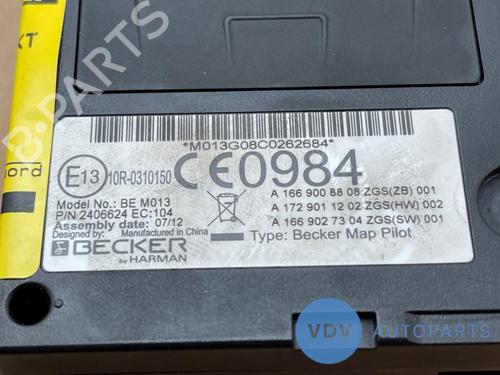 XT
ord
B-PARTS
*M013G08C0262684*
E13 10R-0310150 CE0984
Model No.: BE M013
P/N 2406624 EC:104
Assembly date: 07/12
Designed by: Manufactured in China
BECKER
by HARMAN
A 166 900 88 08 ZGS(ZB) 001
A 172 901 12 02 ZGS(HW) 002
A 166 902 73 04 ZGS(SW) 001
Type: Becker Map Pilot
VDV AUTOPARTS